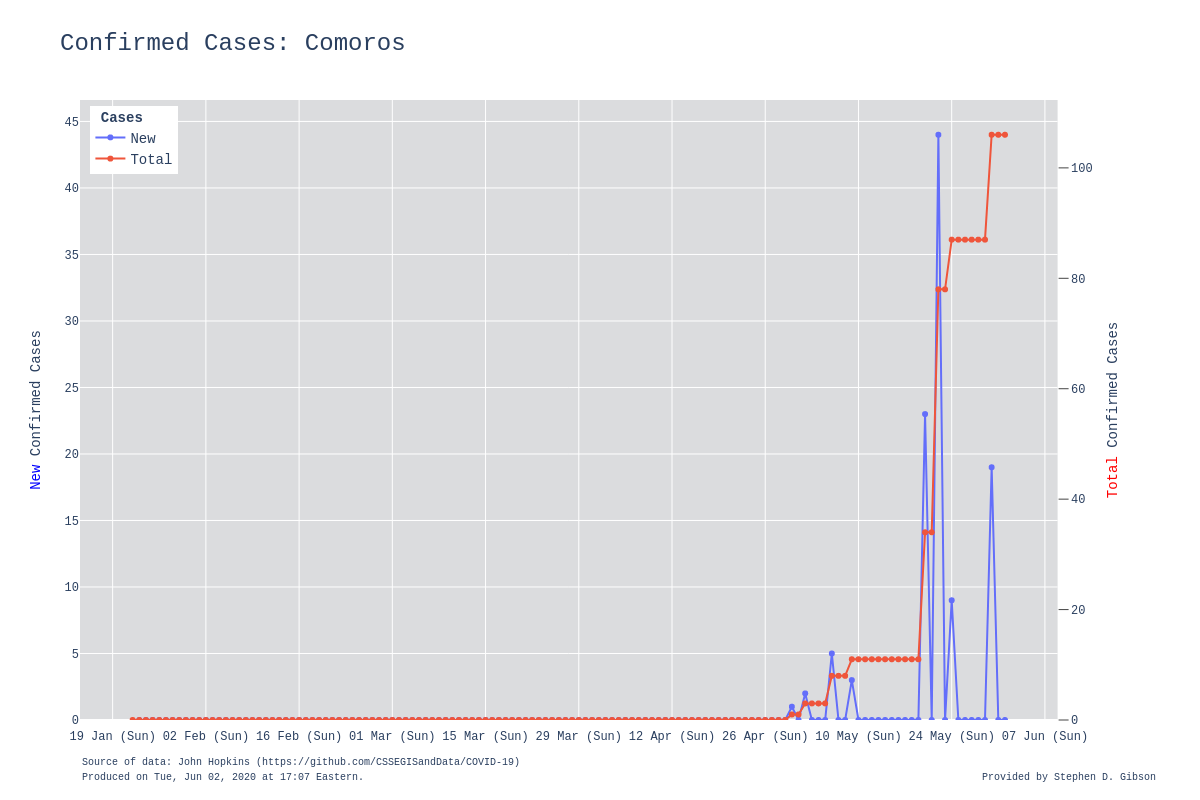 Confirmed Cases: Comoros
Cases
New
Total
45
40
35
30
25
20
15
10
5
0
100
80
60
40
20
0
New Confirmed Cases
Total Confirmed Cases
19 Jan (Sun) 02 Feb (Sun) 16 Feb (Sun) 01 Mar (Sun) 15 Mar (Sun) 29 Mar (Sun) 12 Apr (Sun) 26 Apr (Sun) 10 May (Sun) 24 May (Sun) 07 Jun (Sun)
Source of data: John Hopkins (https://github.com/CSSEGISandData/COVID-19)
Produced on Tue, Jun 02, 2020 at 17:07 Eastern.
Provided by Stephen D. Gibson